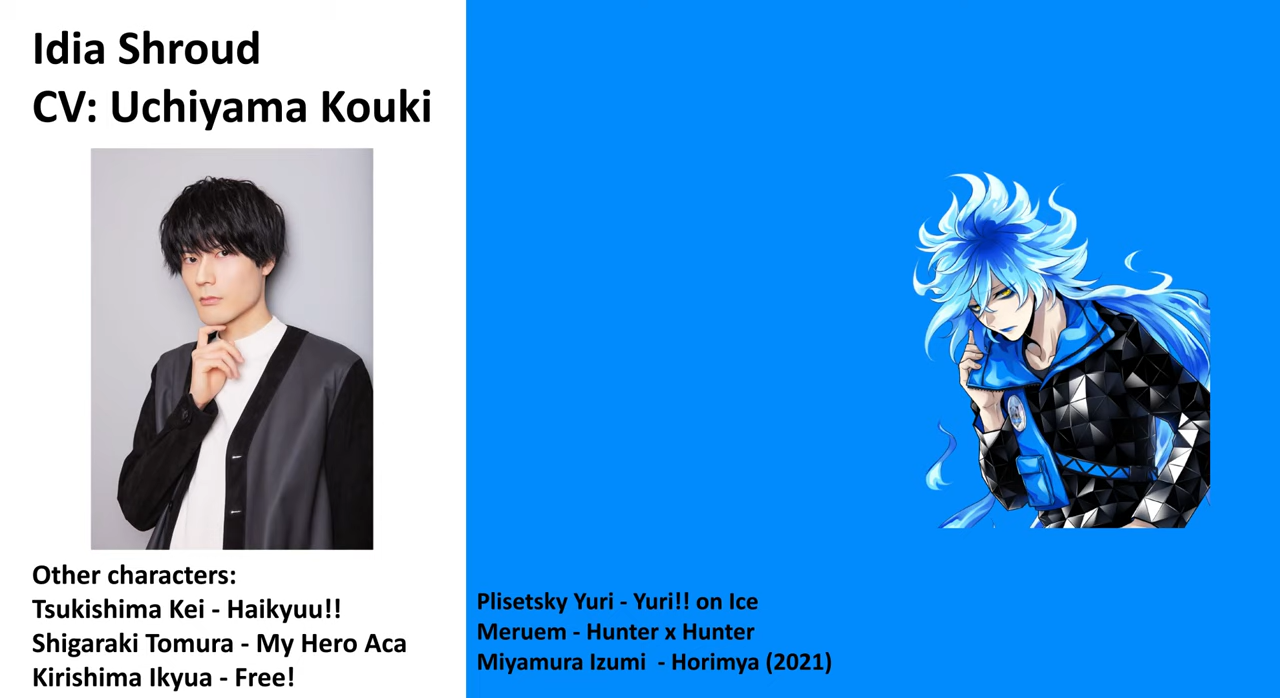 Idia Shroud
CV: Uchiyama Kouki
Other characters:
Tsukishima Kei - Haikyuu!!
Shigaraki Tomura - My Hero Aca
Kirishima Ikyua - Free!
Plisetsky Yuri - Yuri!! on Ice
Meruem - Hunter x Hunter
Miyamura Izumi  - Horimya (2021)